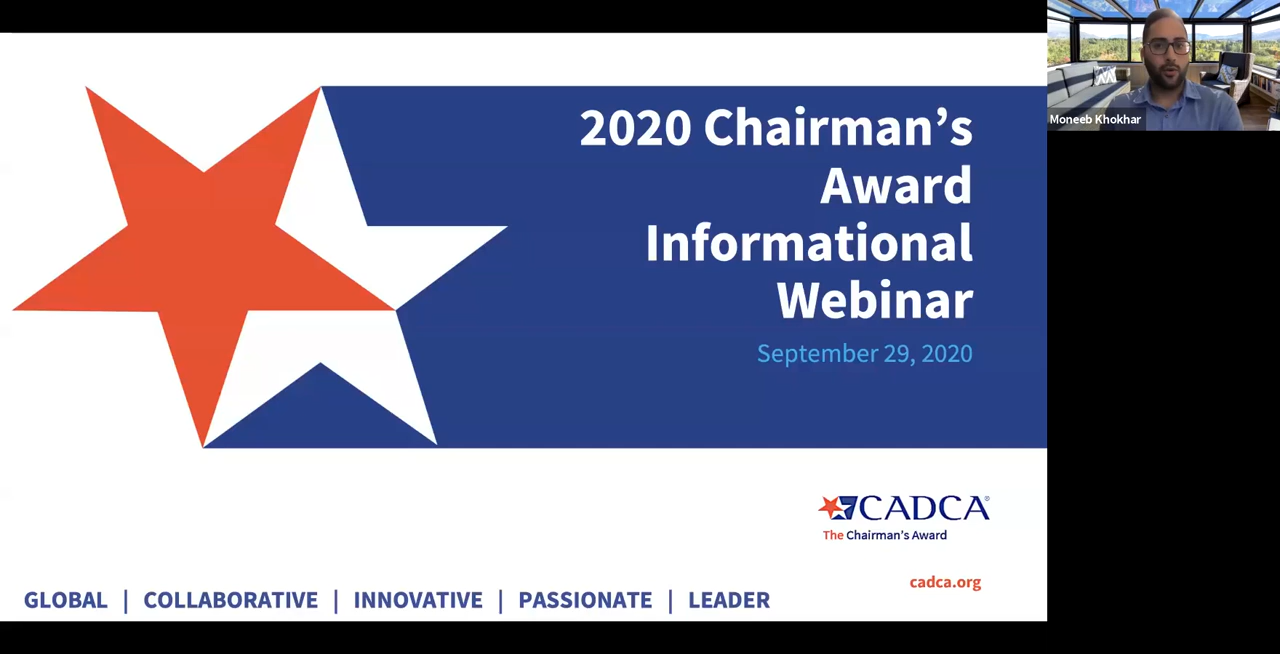 2020 Chairman’s
Award
Informational
Webinar
September 29, 2020
CADCA®
The Chairman’s Award
cadca.org
GLOBAL | COLLABORATIVE | INNOVATIVE | PASSIONATE | LEADER
Moneeb Khokhar